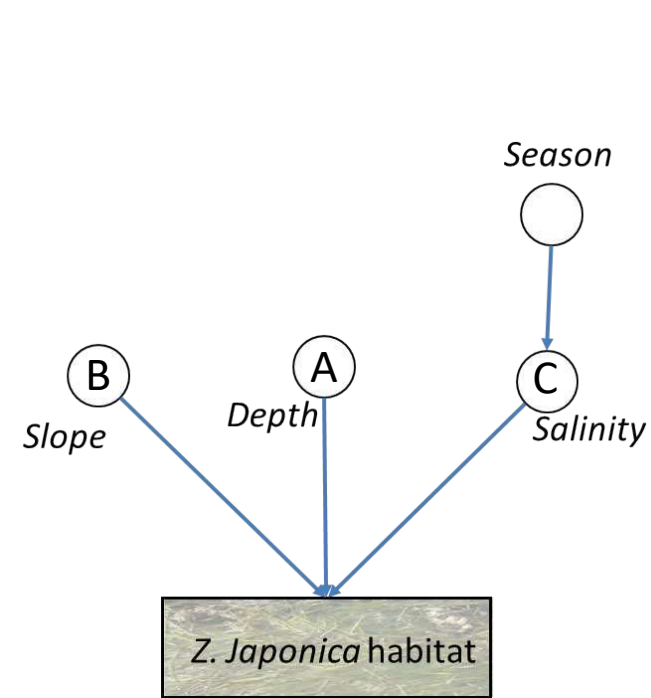 Season
B
A
C
Depth
Salinity
Slope
Z. Japonica habitat